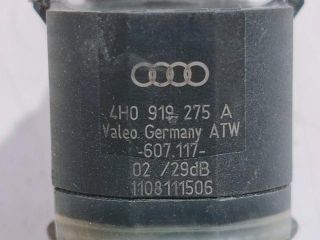 4H0 919 275 A
Valeo Germany ATW
-607.117-
02 /29dB
1108111506